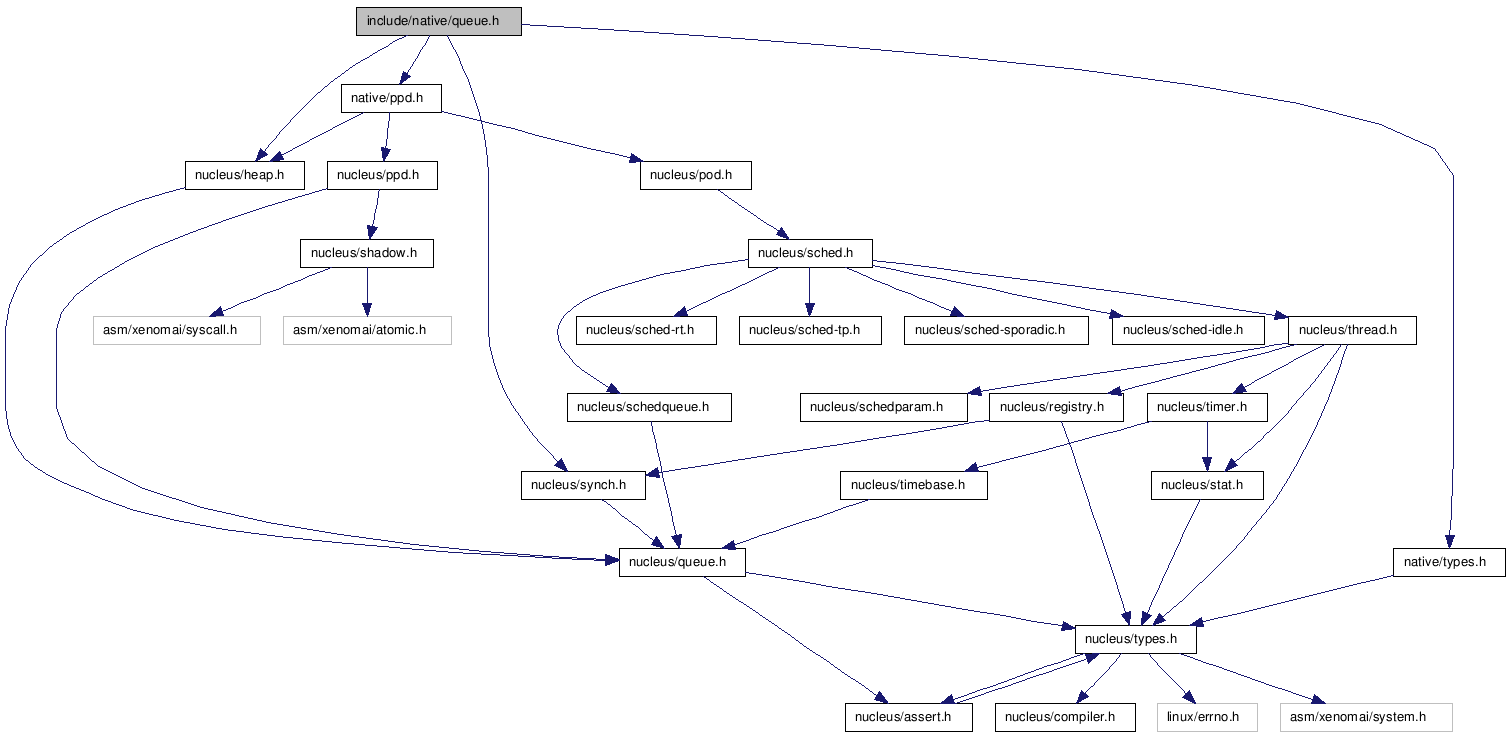 include/native/queue.h
native/ppd.h
nucleus/heap.h
nucleus/ppd.h
nucleus/pod.h
nucleus/shadow.h
nucleus/sched.h
asm/xenomai/syscall.h
asm/xenomai/atomic.h
nucleus/sched-rt.h
nucleus/sched-tp.h
nucleus/sched-sporadic.h
nucleus/sched-idle.h
nucleus/thread.h
nucleus/schedqueue.h
nucleus/schedparam.h
nucleus/registry.h
nucleus/timer.h
nucleus/synch.h
nucleus/timebase.h
nucleus/stat.h
nucleus/queue.h
native/types.h
nucleus/types.h
nucleus/assert.h
nucleus/compiler.h
linux/errno.h
asm/xenomai/system.h